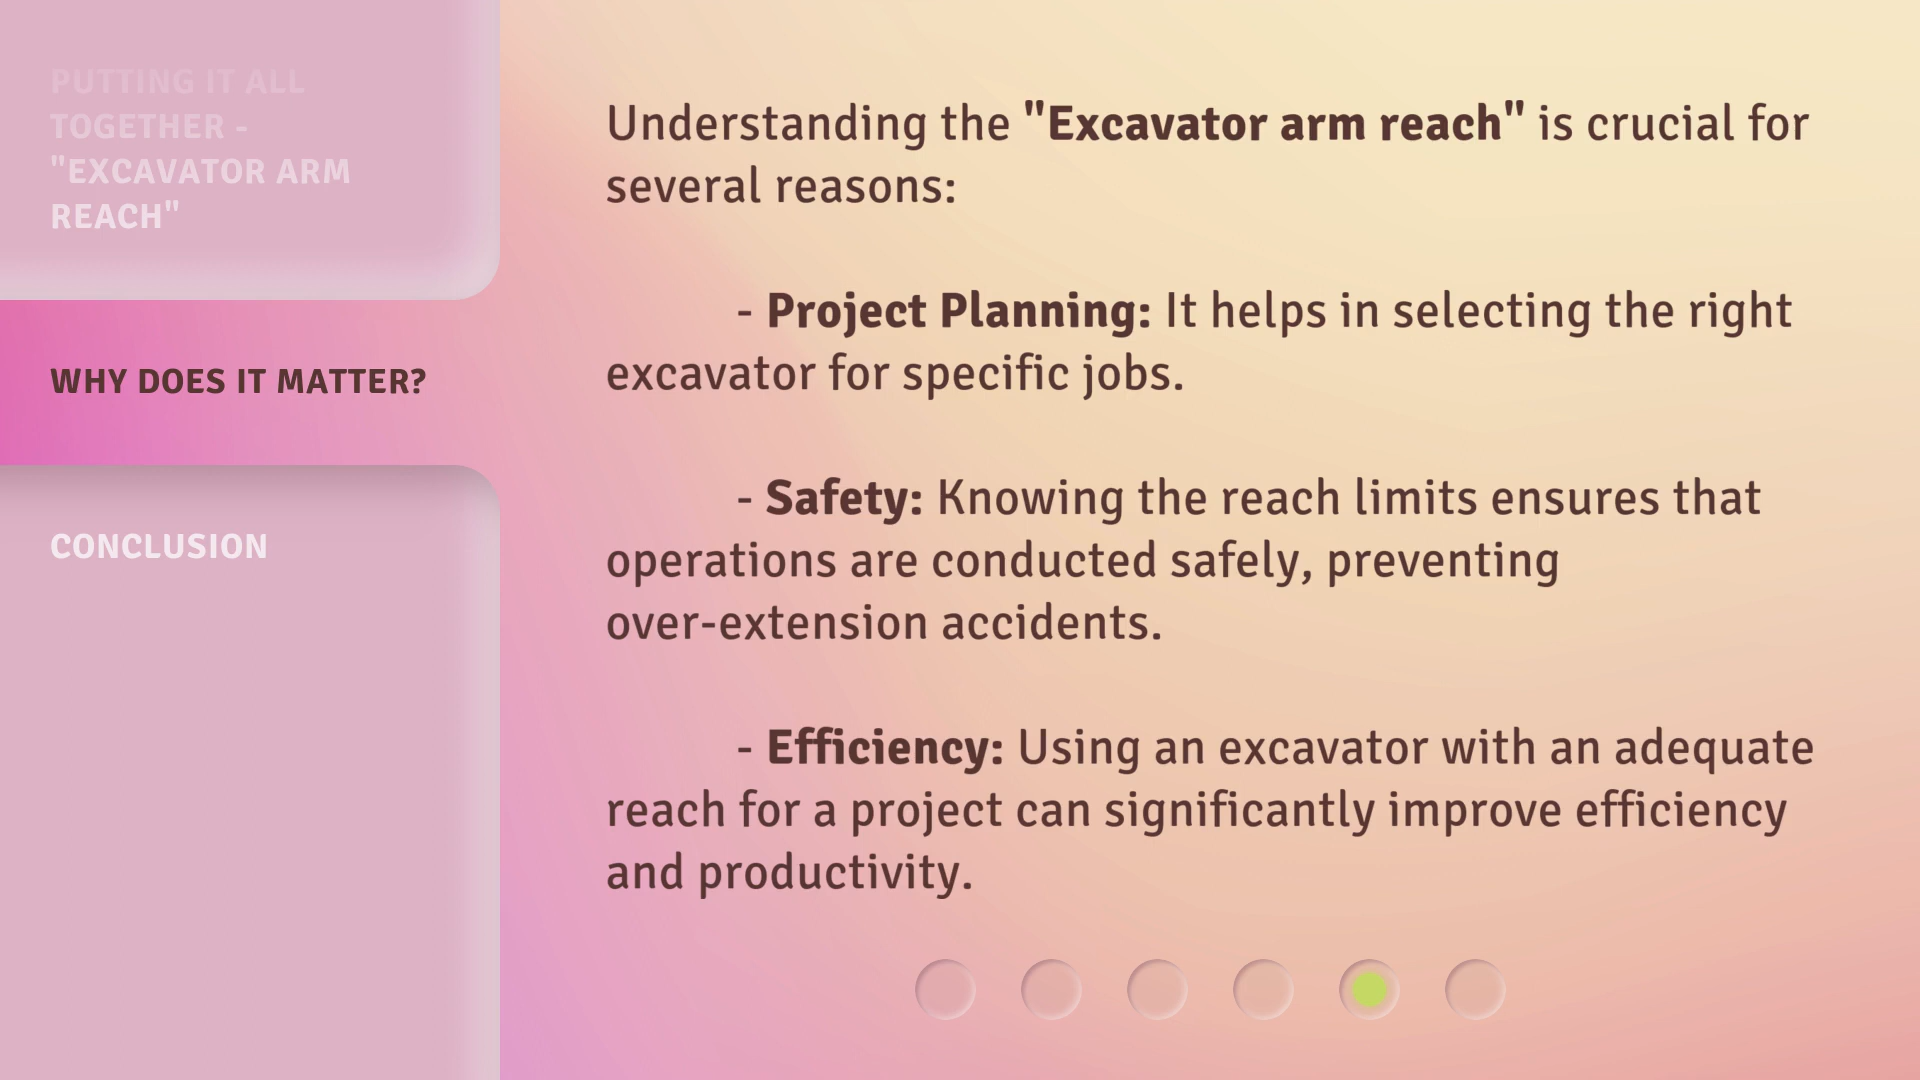 PUTTING IT ALL
TOGETHER -
"EXCAVATOR ARM
REACH"
WHY DOES IT MATTER?
CONCLUSION
Understanding the "Excavator arm reach" is crucial for
several reasons:
- Project Planning: It helps in selecting the right
excavator for specific jobs.
- Safety: Knowing the reach limits ensures that
operations are conducted safely, preventing
over-extension accidents.
- Efficiency: Using an excavator with an adequate
reach for a project can significantly improve efficiency
and productivity.